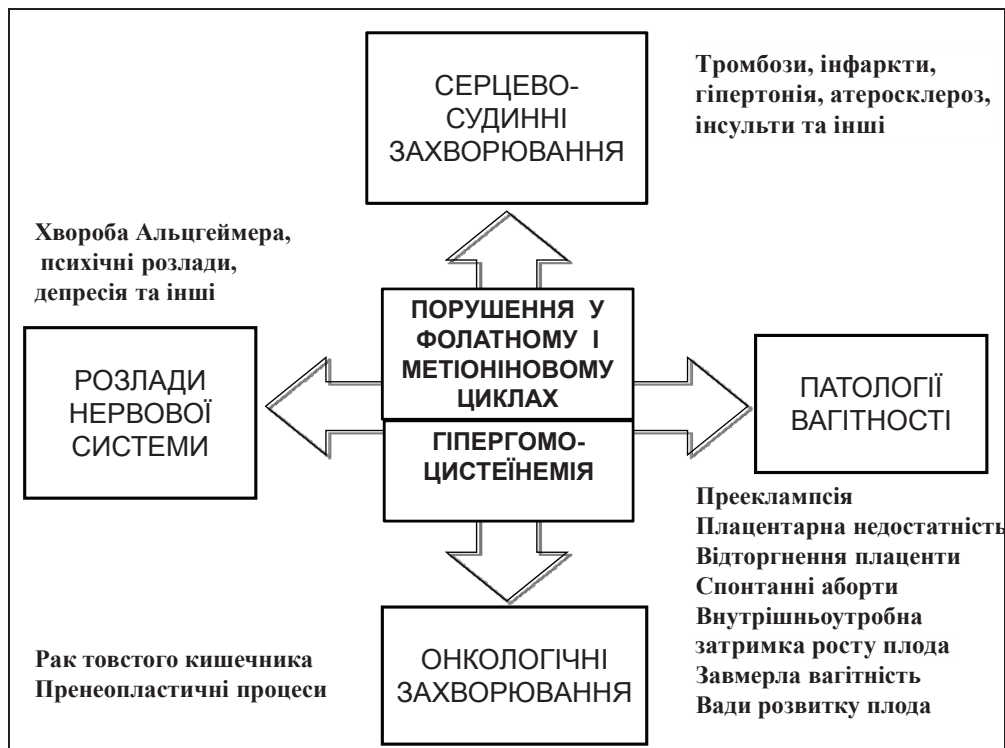 СЕРЦЕВО-
СУДИННІ
ЗАХВОРЮВАННЯ
Тромбози, інфаркти,
гіпертонія, атеросклероз,
інсульти та інші
Хвороба Альцгеймера,
психічні розлади,
депресія та інші
РОЗЛАДИ
НЕРВОВОЇ
СИСТЕМИ
ПОРУШЕННЯ У
ФОЛАТНОМУ І
МЕТІОНІНОВОМУ
ЦИКЛАХ
ГІПЕРГОМО-
ЦИСТЕЇНЕМІЯ
ПАТОЛОГІЇ
ВАГІТНОСТІ
Прееклампсія
Плацентарна недостатність
Відторгнення плаценти
Спонтанні аборти
Внутрішньоутробна
затримка росту плода
Завмерла вагітність
Вади розвитку плода
Рак товстого кишечника
Пренеопластичні процеси
ОНКОЛОГІЧНІ
ЗАХВОРЮВАННЯ